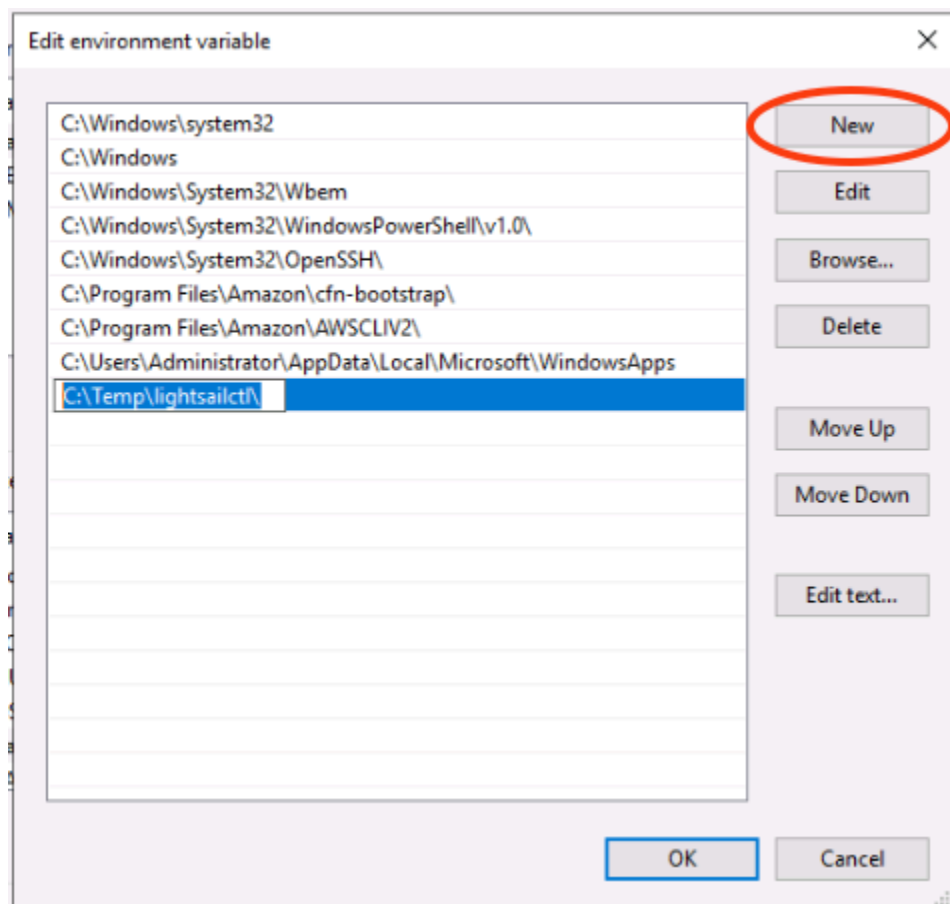 Edit environment variable
C:\Windows\system32
C:\Windows
C:\Windows\System32\Wbem
C:\Windows\System32\WindowsPowerShell\v1.0\
C:\Windows\System32\OpenSSH\
C:\Program Files\Amazon\cfn-bootstrap\
C:\Program Files\Amazon\AWSCLIV2\
C:\Users\Administrator\AppData\Local\Microsoft\WindowsApps
C:\Temp\lightsailctl\
New
Edit
Browse...
Delete
Move Up
Move Down
Edit text...
OK
Cancel